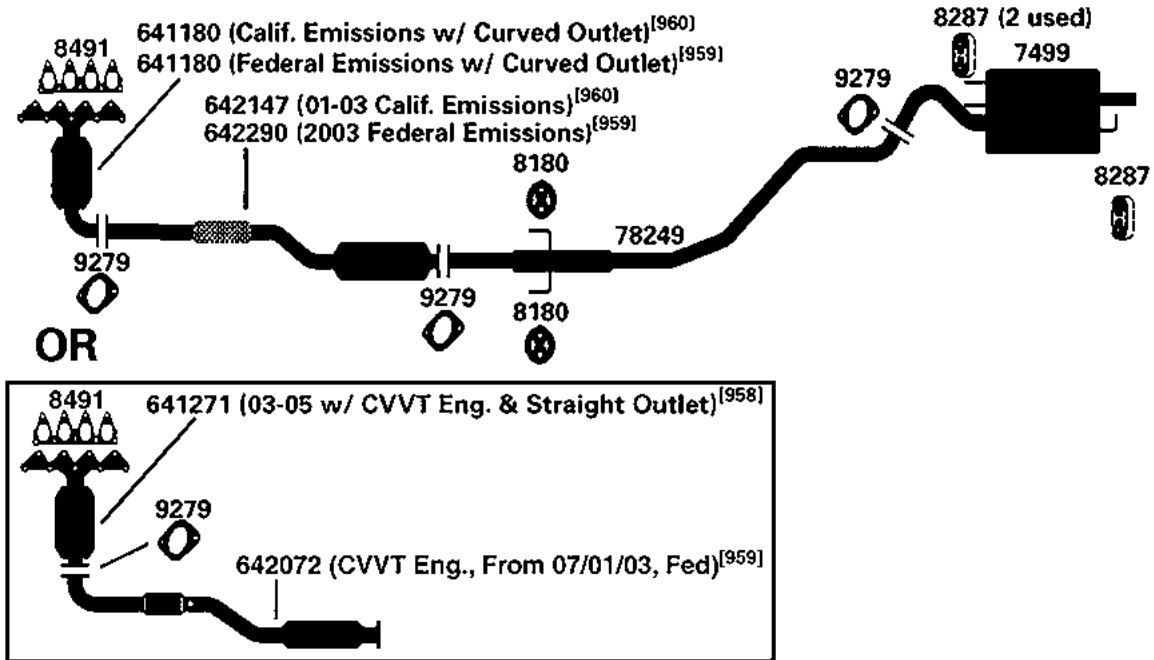 8491
641180 (Calif. Emissions w/ Curved Outlet)[960]
641180 (Federal Emissions w/ Curved Outlet)[959]
642147 (01-03 Calif. Emissions)[960]
642290 (2003 Federal Emissions)[959]
8287 (2 used)
7499
9279
8180
8287
78249
9279
9279
8180
OR
8491
641271 (03-05 w/ CVVT Eng. & Straight Outlet)[958]
9279
642072 (CVVT Eng., From 07/01/03, Fed)[959]